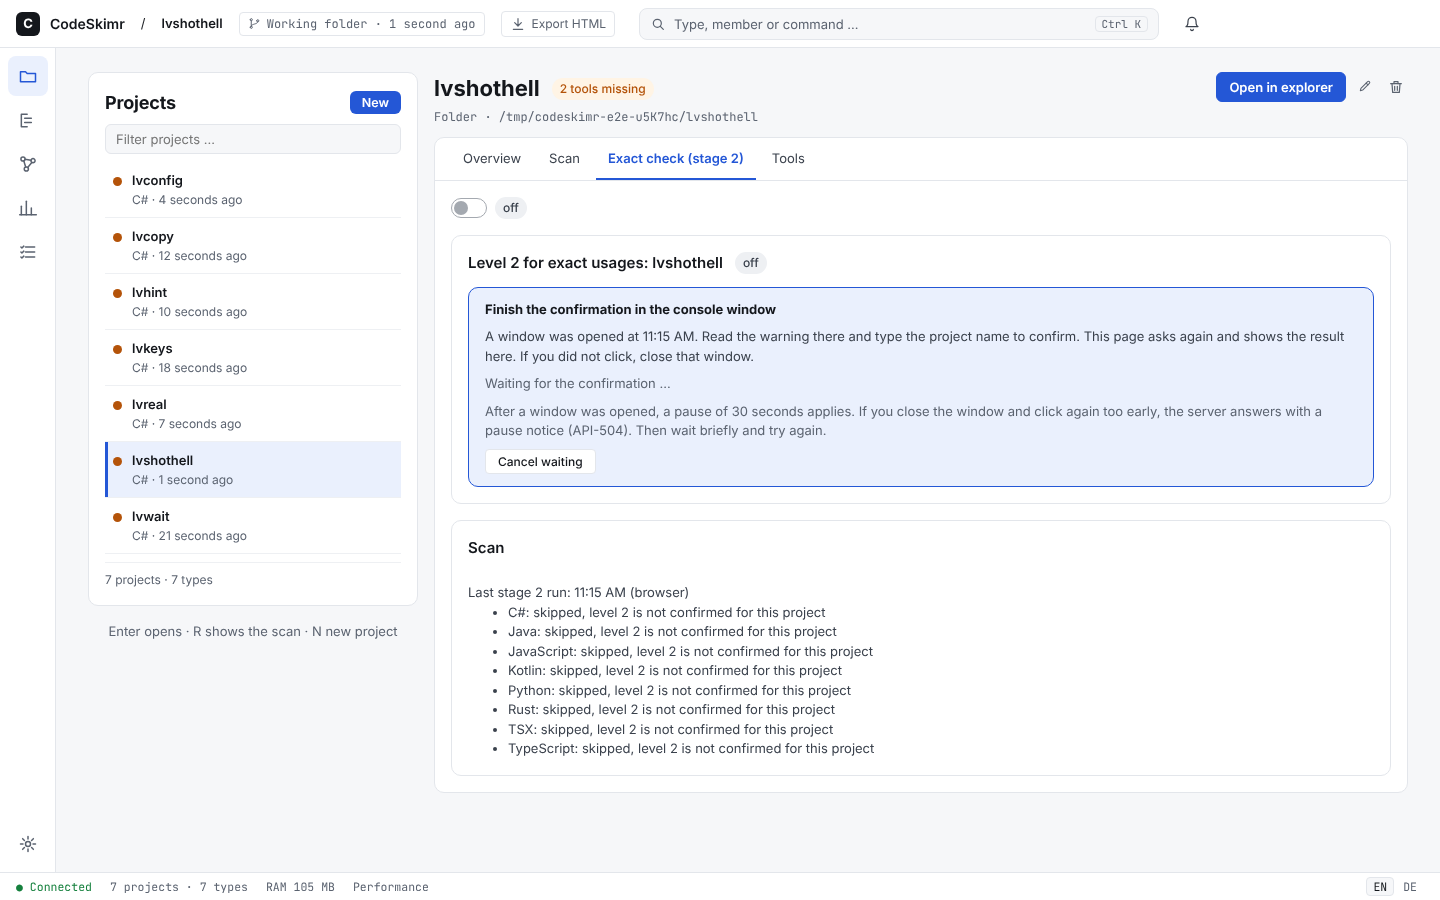 C CodeSkimr / lvshothell Working folder · 1 second ago Export HTML Type, member or command ... Ctrl K
Projects New
Filter projects ...
lvconfig
C# · 4 seconds ago
lvcopy
C# · 12 seconds ago
lvhint
C# · 10 seconds ago
lvkeys
C# · 18 seconds ago
lvreal
C# · 7 seconds ago
lvshothell
C# · 1 second ago
lvwait
C# · 21 seconds ago
7 projects · 7 types
Enter opens · R shows the scan · N new project
lvshothell 2 tools missing Open in explorer
Folder · /tmp/codeskimr-e2e-u5K7hc/lvshothell
Overview Scan Exact check (stage 2) Tools
off
Level 2 for exact usages: lvshothell off
Finish the confirmation in the console window
A window was opened at 11:15 AM. Read the warning there and type the project name to confirm. This page asks again and shows the result
here. If you did not click, close that window.
Waiting for the confirmation ...
After a window was opened, a pause of 30 seconds applies. If you close the window and click again too early, the server answers with a
pause notice (API-504). Then wait briefly and try again.
Cancel waiting
Scan
Last stage 2 run: 11:15 AM (browser)
• C#: skipped, level 2 is not confirmed for this project
• Java: skipped, level 2 is not confirmed for this project
• JavaScript: skipped, level 2 is not confirmed for this project
• Kotlin: skipped, level 2 is not confirmed for this project
• Python: skipped, level 2 is not confirmed for this project
• Rust: skipped, level 2 is not confirmed for this project
• TSX: skipped, level 2 is not confirmed for this project
• TypeScript: skipped, level 2 is not confirmed for this project
● Connected 7 projects · 7 types RAM 105 MB Performance EN DE